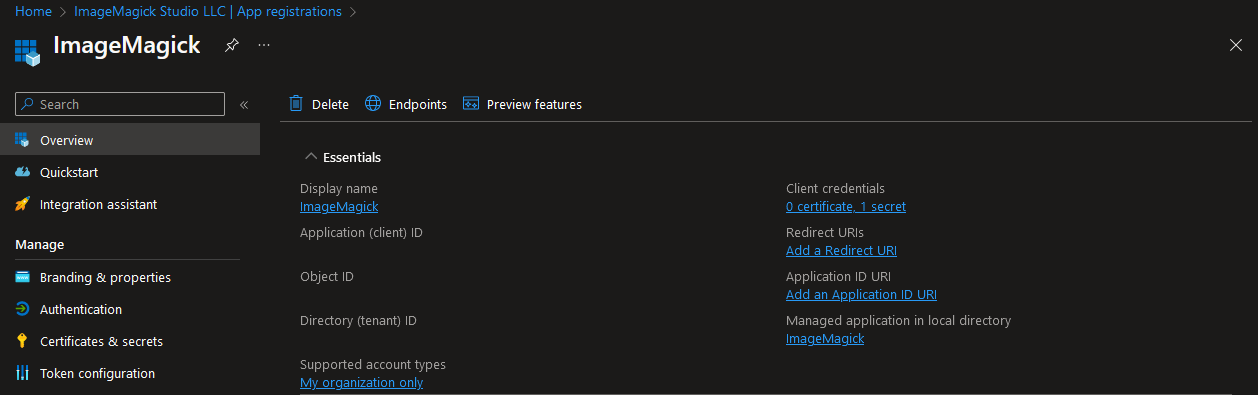 Home > ImageMagick Studio LLC | App registrations >
ImageMagick ...
Search «
Overview
Quickstart
Integration assistant
Manage
Branding & properties
Authentication
Certificates & secrets
Token configuration
Delete Endpoints Preview features
Essentials
Display name
ImageMagick
Application (client) ID
Object ID
Directory (tenant) ID
Supported account types
My organization only
Client credentials
0 certificate, 1 secret
Redirect URIs
Add a Redirect URI
Application ID URI
Add an Application ID URI
Managed application in local directory
ImageMagick